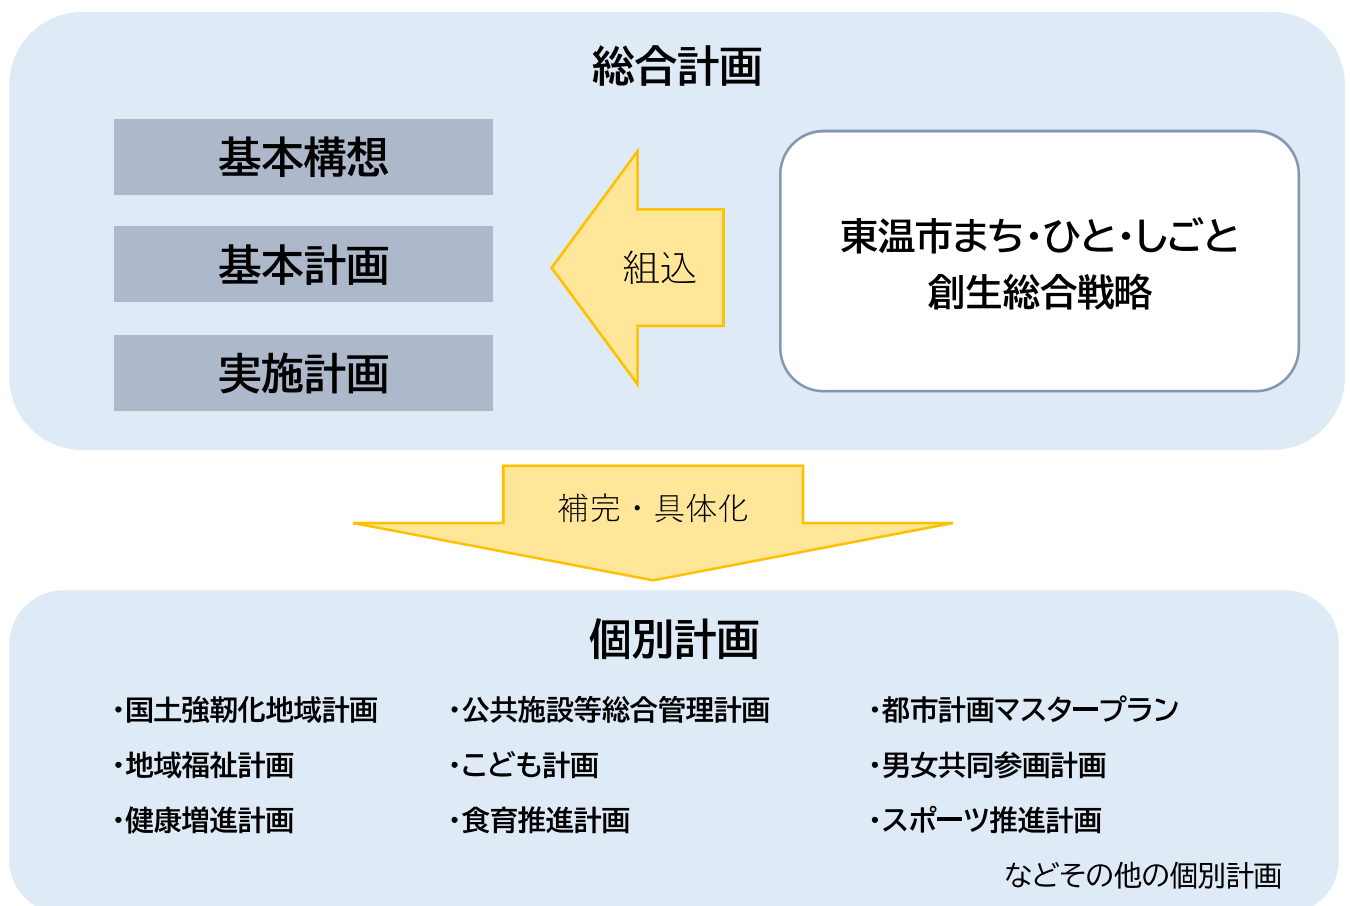 総合計画
基本構想
基本計画
実施計画
組込
東温市まち・ひと・しごと
創生総合戦略
補完・具体化
個別計画
・国土強靭化地域計画
・公共施設等総合管理計画
・都市計画マスタープラン
・地域福祉計画
・こども計画
・男女共同参画計画
・健康増進計画
・食育推進計画
・スポーツ推進計画
などその他の個別計画